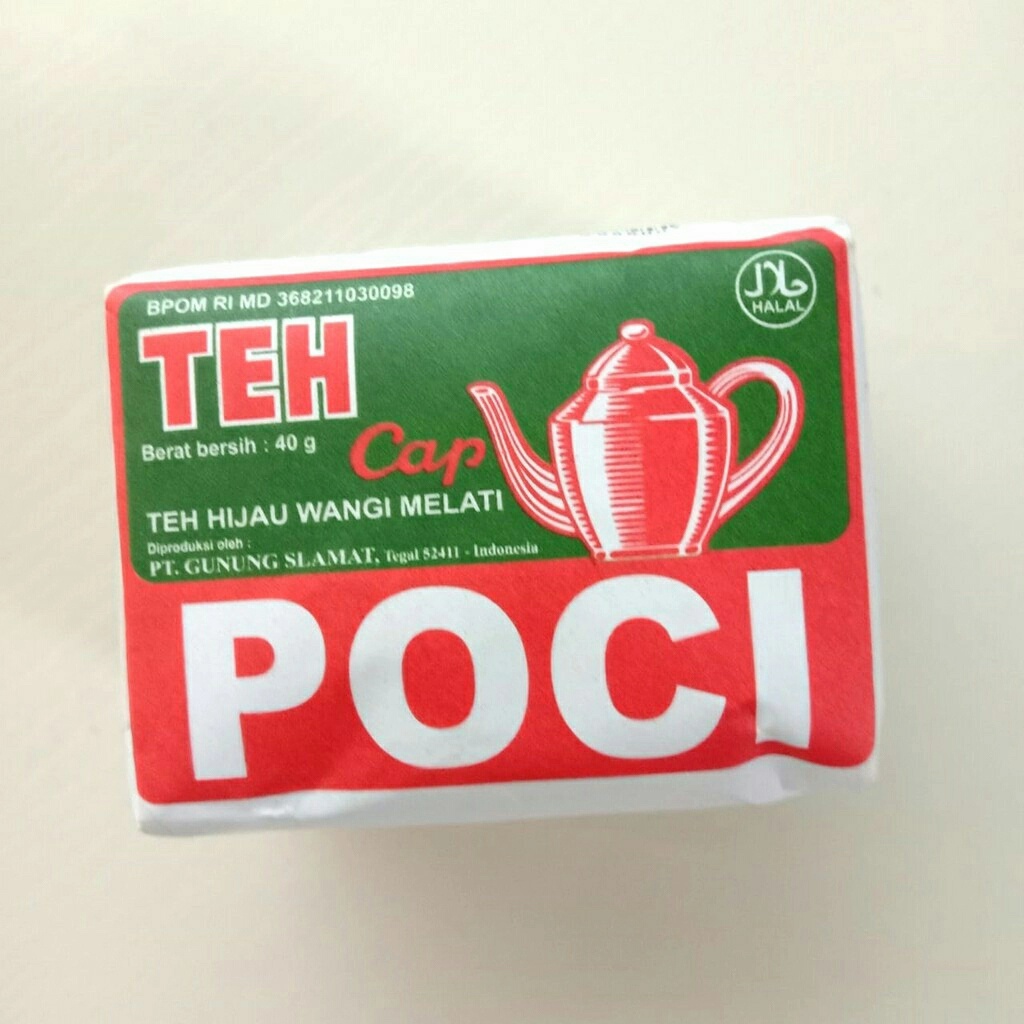 BPOM RI MD 368211030098
حلال
HALAL
TEH
Berat bersih : 40 g
Cap
TEH HIJAU WANGI MELATI
Diproduksi oleh :
PT. GUNUNG SLAMAT, Tegal 52411 - Indonesia
POCI